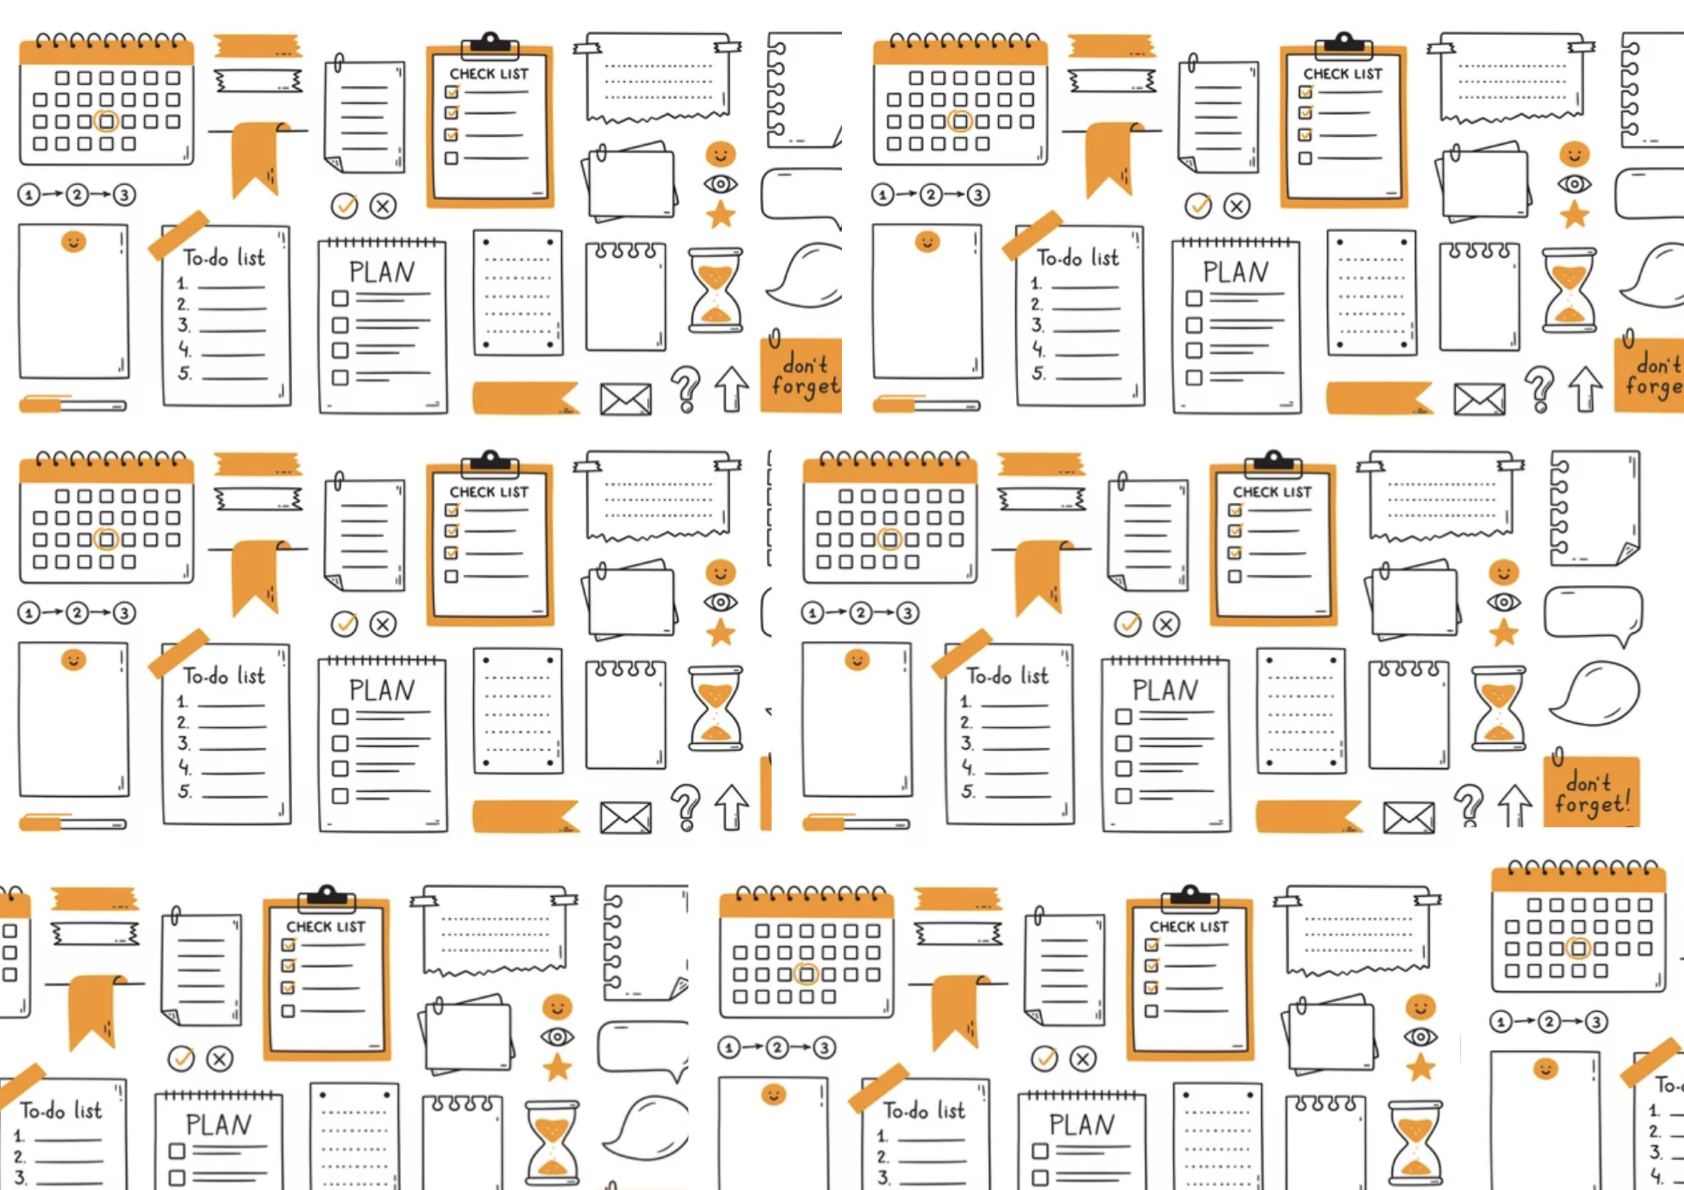 CHECK LIST
1 2 3
To-do list
1.
2.
3.
4.
5.
PLAN
don't
forget
CHECK LIST
1 2 3
To-do list
1.
2.
3.
4.
5.
PLAN
don't
forge
CHECK LIST
1 2 3
To-do list
1.
2.
3.
4.
5.
PLAN
CHECK LIST
1 2 3
To-do list
1.
2.
3.
4.
5.
PLAN
don't
forget!
CHECK LIST
To-do list
1.
2.
3.
PLAN
CHECK LIST
1 2 3
To-do list
1.
2.
3.
PLAN
1 2 3
To-
1.
2.
3.
4.